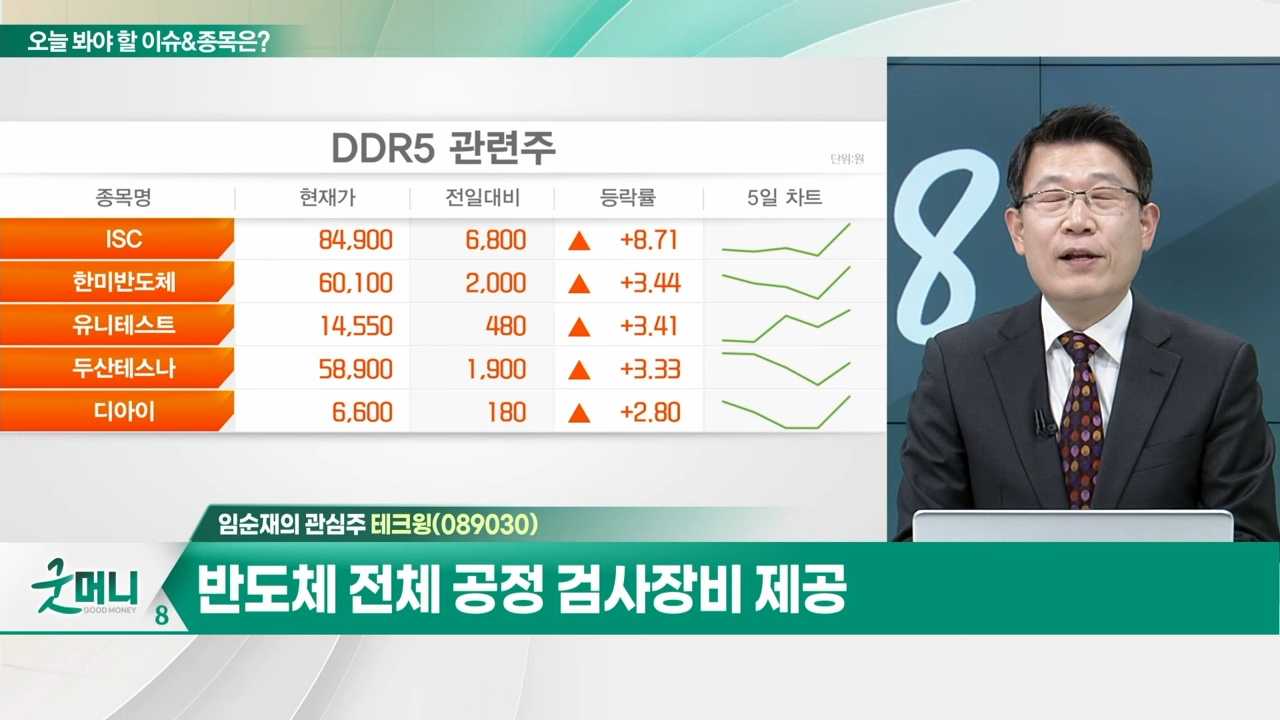 오늘 봐야 할 이슈&종목은?
DDR5 관련주
단위:원
종목명 현재가 전일대비 등락률 5일 차트
ISC 84,900 6,800 ▲ +8.71
한미반도체 60,100 2,000 ▲ +3.44
유니테스트 14,550 480 ▲ +3.41
두산테스나 58,900 1,900 ▲ +3.33
디아이 6,600 180 ▲ +2.80
8
임순재의 관심주 테크윙(089030)
굿머니
GOOD MONEY
8
반도체 전체 공정 검사장비 제공